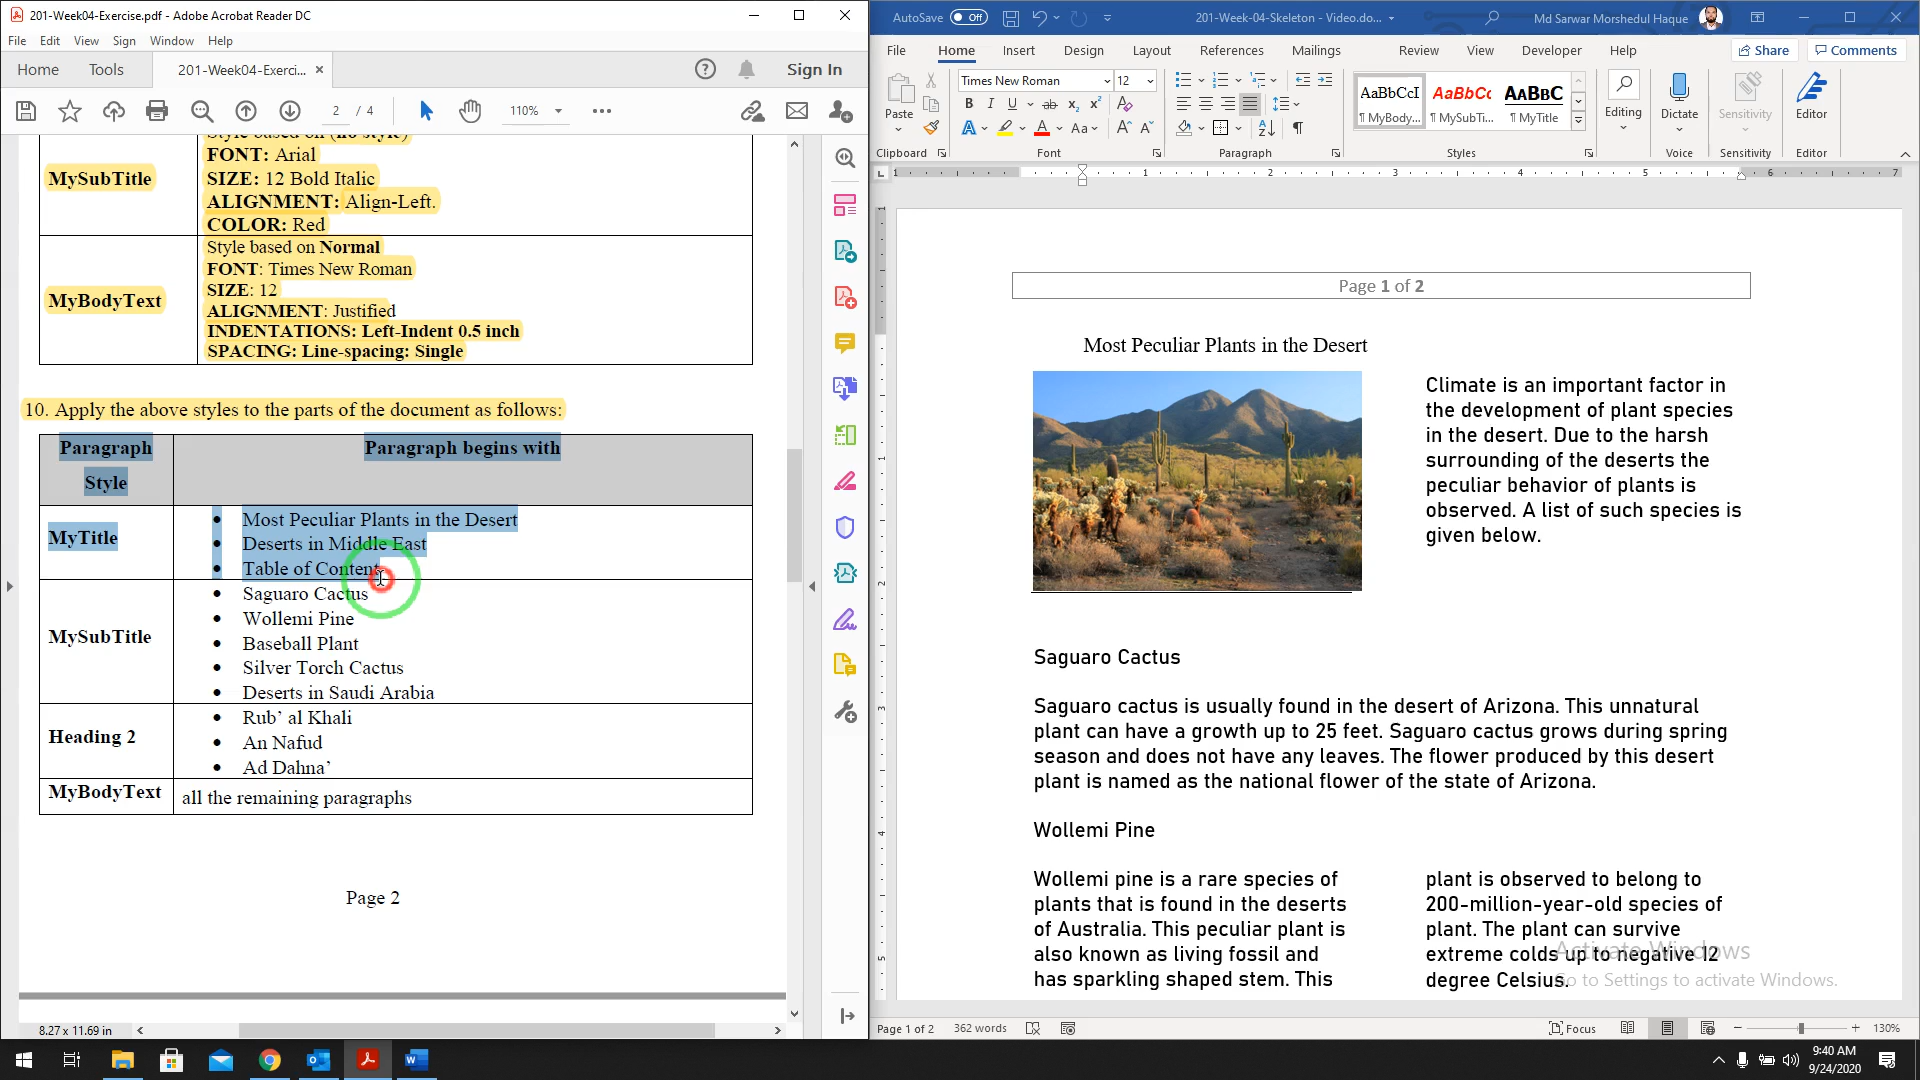 201-Week04-Exercise.pdf - Adobe Acrobat Reader DC
File Edit View Sign Window Help
Home Tools 201-Week04-Exerci... × Sign In
2 / 4 110%
Style based on (no style)
MySubTitle
FONT: Arial
SIZE: 12 Bold Italic
ALIGNMENT: Align-Left.
COLOR: Red
MyBodyText
Style based on Normal
FONT: Times New Roman
SIZE: 12
ALIGNMENT: Justified
INDENTATIONS: Left-Indent 0.5 inch
SPACING: Line-spacing: Single
10. Apply the above styles to the parts of the document as follows:
Paragraph Style
Paragraph begins with
MyTitle
• Most Peculiar Plants in the Desert
• Deserts in Middle East
• Table of Content
MySubTitle
• Saguaro Cactus
• Wollemi Pine
• Baseball Plant
• Silver Torch Cactus
• Deserts in Saudi Arabia
Heading 2
• Rub’ al Khali
• An Nafud
• Ad Dahna’
MyBodyText all the remaining paragraphs
Page 2
8.27 x 11.69 in
AutoSave Off 201-Week-04-Skeleton - Video.do... Md Sarwar Morshedul Haque
File Home Insert Design Layout References Mailings Review View Developer Help Share Comments
Times New Roman 12
AaBbCcI AaBbCc AABBC
¶ MyBody... ¶ MySubTi... ¶ MyTitle
Paste Editing Dictate Sensitivity Editor
Clipboard Font Paragraph Styles Voice Sensitivity Editor
1 1 2 3 4 5 6 7
Page 1 of 2
Most Peculiar Plants in the Desert
Climate is an important factor in
the development of plant species
in the desert. Due to the harsh
surrounding of the deserts the
peculiar behavior of plants is
observed. A list of such species is
given below.
Saguaro Cactus
Saguaro cactus is usually found in the desert of Arizona. This unnatural
plant can have a growth up to 25 feet. Saguaro cactus grows during spring
season and does not have any leaves. The flower produced by this desert
plant is named as the national flower of the state of Arizona.
Wollemi Pine
Wollemi pine is a rare species of
plants that is found in the deserts
of Australia. This peculiar plant is
also known as living fossil and
has sparkling shaped stem. This
plant is observed to belong to
200-million-year-old species of
plant. The plant can survive
extreme colds up to negative 12
degree Celsius.
Activate Windows
Go to Settings to activate Windows.
Page 1 of 2 362 words Focus 130%
9:40 AM
9/24/2020